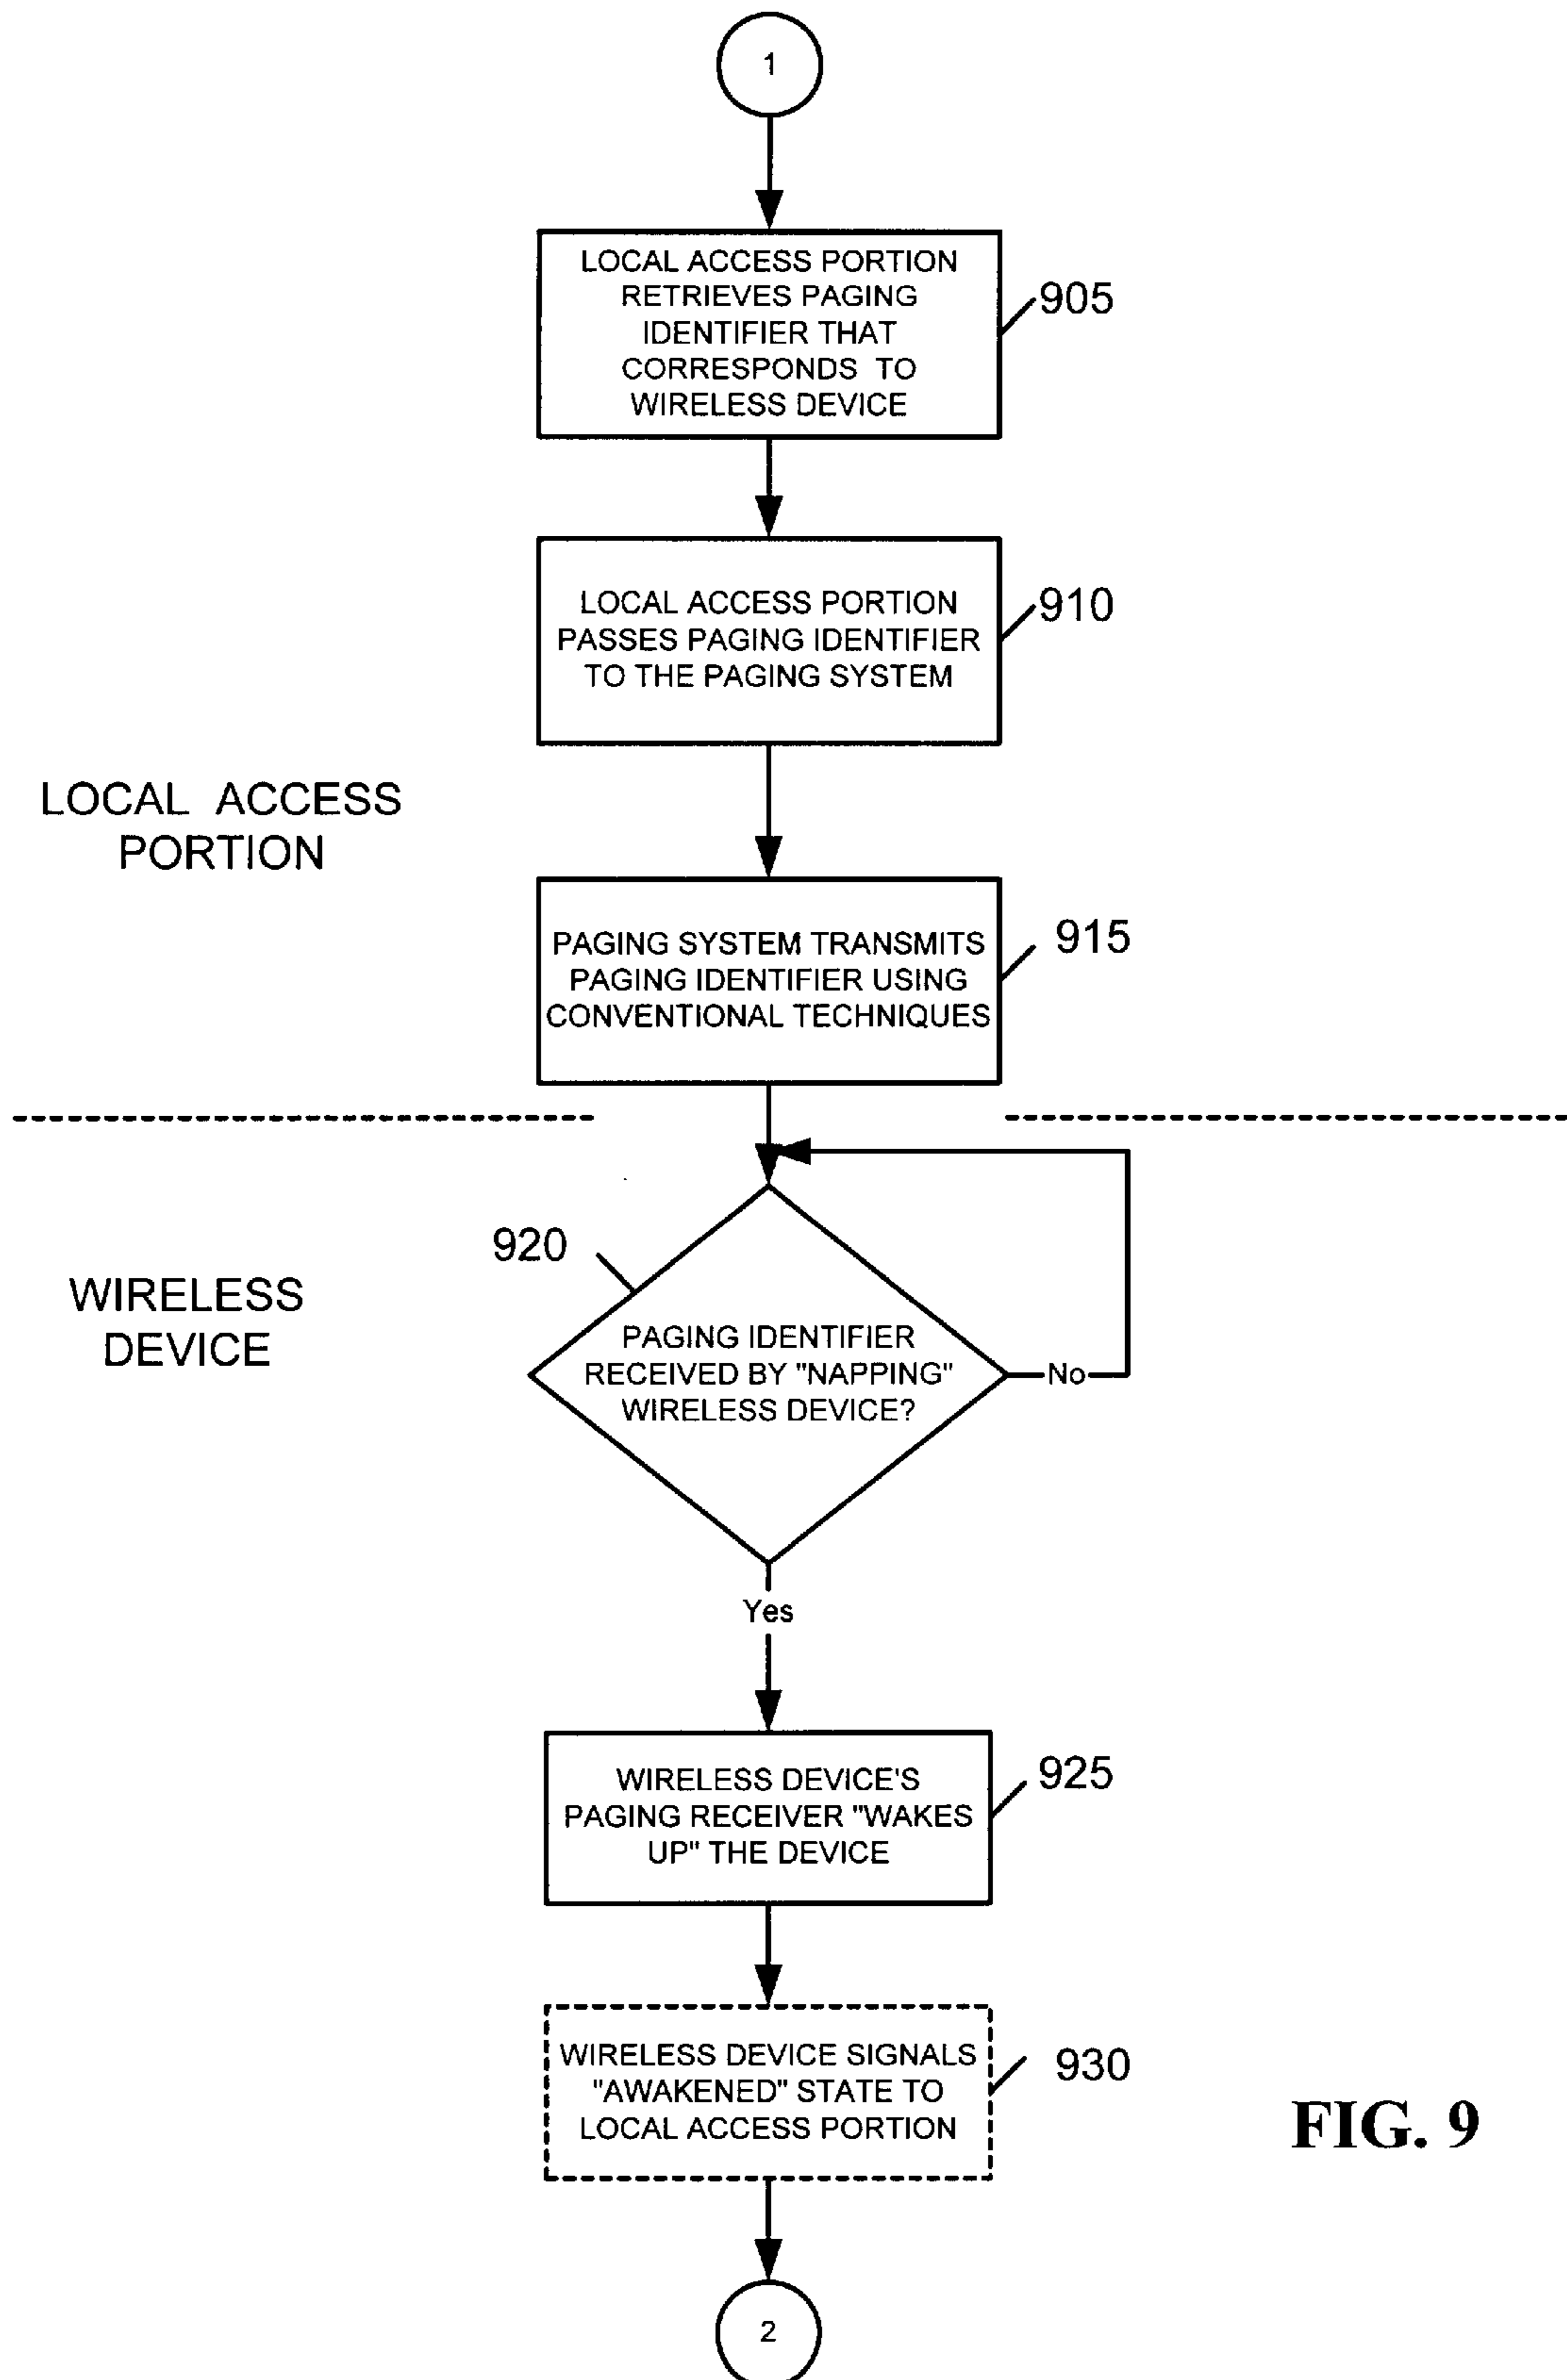 1
LOCAL ACCESS PORTION
RETRIEVES PAGING
IDENTIFIER THAT
CORRESPONDS TO
WIRELESS DEVICE
905
LOCAL ACCESS PORTION
PASSES PAGING IDENTIFIER
TO THE PAGING SYSTEM
910
LOCAL ACCESS
PORTION
PAGING SYSTEM TRANSMITS
PAGING IDENTIFIER USING
CONVENTIONAL TECHNIQUES
915
920
WIRELESS
DEVICE
PAGING IDENTIFIER
RECEIVED BY "NAPPING"
WIRELESS DEVICE?
No
Yes
WIRELESS DEVICE'S
PAGING RECEIVER "WAKES
UP" THE DEVICE
925
WIRELESS DEVICE SIGNALS
"AWAKENED" STATE TO
LOCAL ACCESS PORTION
930
FIG. 9
2